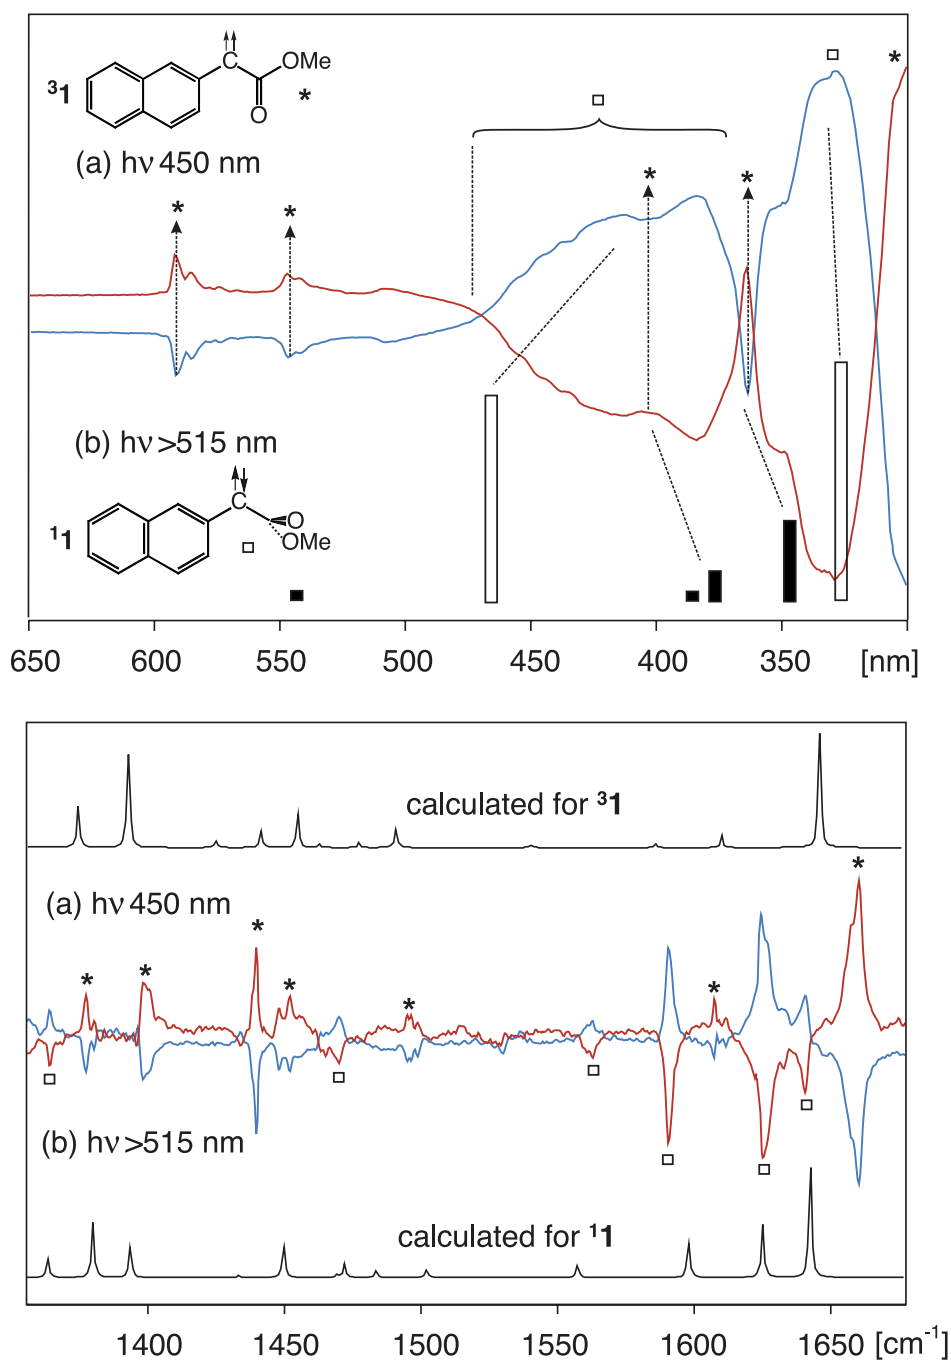 ³1
C
OMe
O
*
(a) hν 450 nm
*
*
*
*
*
(b) hν >515 nm
¹1
C
O
OMe
650 600 550 500 450 400 350 [nm]
calculated for ³1
(a) hν 450 nm
*
*
*
*
*
*
*
(b) hν >515 nm
calculated for ¹1
1400 1450 1500 1550 1600 1650 [cm⁻¹]